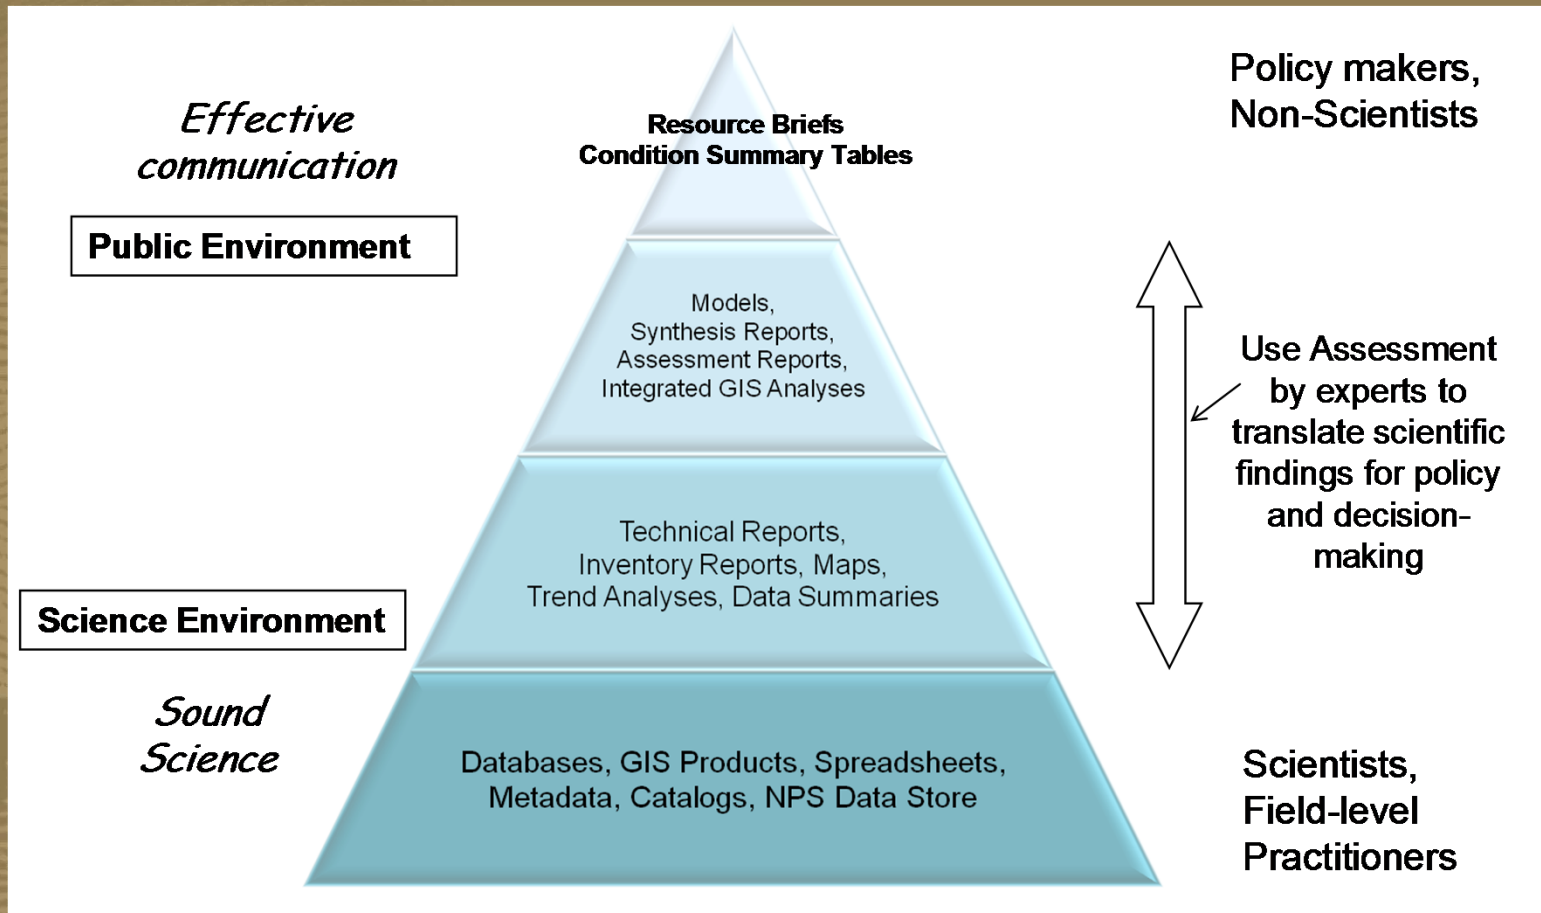 Effective
communication
Public Environment
Science Environment
Sound
Science
Resource Briefs
Condition Summary Tables
Models,
Synthesis Reports,
Assessment Reports,
Integrated GIS Analyses
Technical Reports,
Inventory Reports, Maps,
Trend Analyses, Data Summaries
Databases, GIS Products, Spreadsheets,
Metadata, Catalogs, NPS Data Store
Policy makers,
Non-Scientists
Use Assessment
by experts to
translate scientific
findings for policy
and decision-
making
Scientists,
Field-level
Practitioners